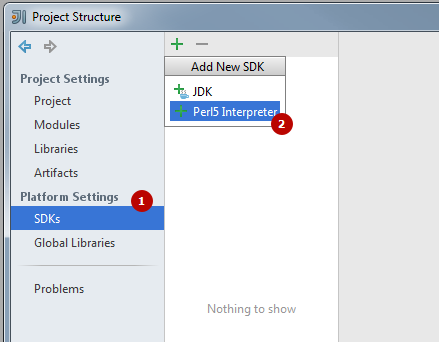 Project Structure
Project Settings
Project
Modules
Libraries
Artifacts
Platform Settings
1
SDKs
Global Libraries
Problems
Add New SDK
JDK
Perl5 Interpreter
2
Nothing to show